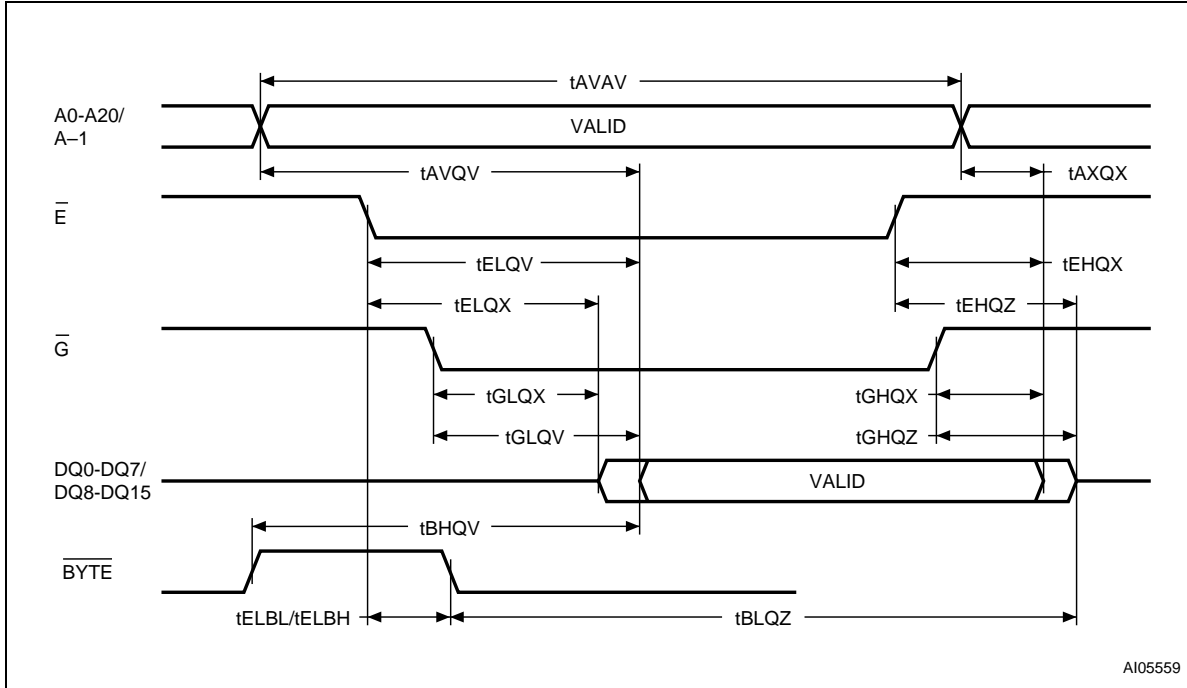 tAVAV
A0-A20/
A–1
VALID
tAVQV
tAXQX
E
tELQV
tEHQX
tELQX
tEHQZ
G
tGLQX
tGHQX
tGLQV
tGHQZ
DQ0-DQ7/
DQ8-DQ15
VALID
tBHQV
BYTE
tELBL/tELBH
tBLQZ
AI05559